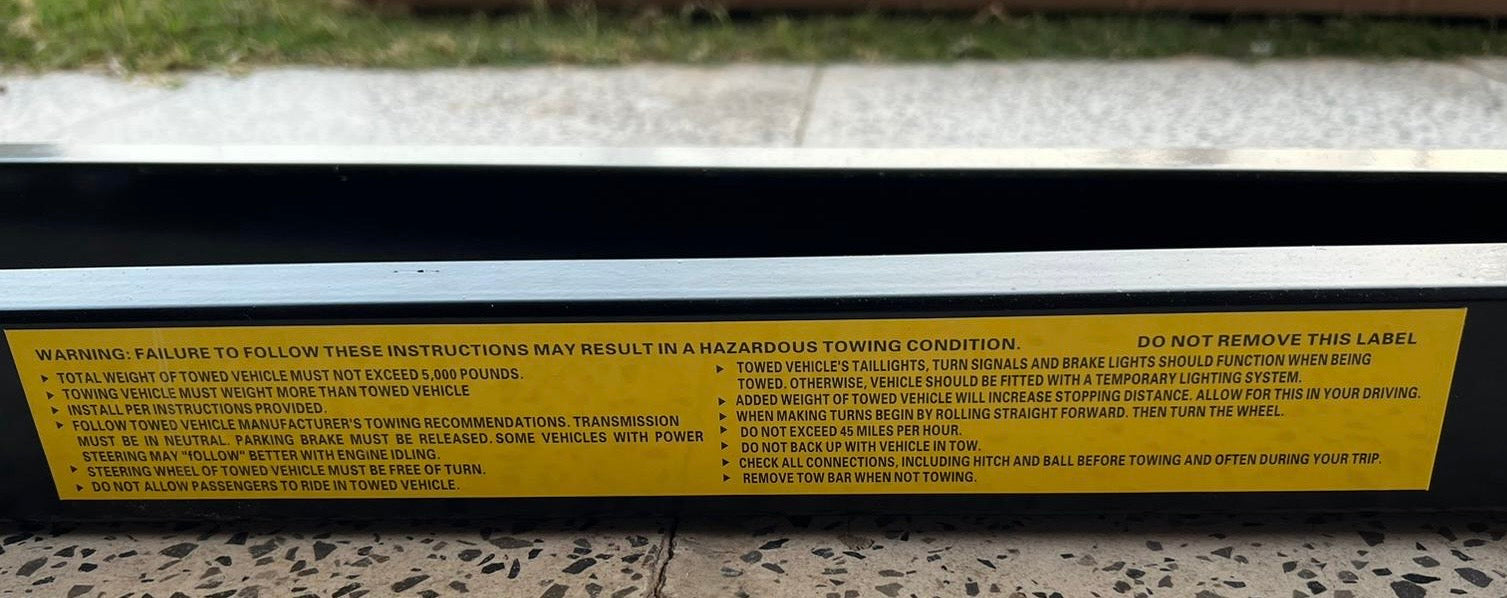 WARNING: FAILURE TO FOLLOW THESE INSTRUCTIONS MAY RESULT IN A HAZARDOUS TOWING CONDITION.
DO NOT REMOVE THIS LABEL
▶ TOTAL WEIGHT OF TOWED VEHICLE MUST NOT EXCEED 5,000 POUNDS.
▶ TOWING VEHICLE MUST WEIGHT MORE THAN TOWED VEHICLE
▶ INSTALL PER INSTRUCTIONS PROVIDED.
▶ FOLLOW TOWED VEHICLE MANUFACTURER'S TOWING RECOMMENDATIONS. TRANSMISSION
MUST BE IN NEUTRAL. PARKING BRAKE MUST BE RELEASED. SOME VEHICLES WITH POWER
STEERING MAY "fOLLOW" BETTER WITH ENGINE IDLING.
▶ STEERING WHEEL OF TOWED VEHICLE MUST BE FREE OF TURN.
▶ DO NOT ALLOW PASSENGERS TO RIDE IN TOWED VEHICLE.
▶ TOWED VEHICLE'S TAILLIGHTS, TURN SIGNALS AND BRAKE LIGHTS SHOULD FUNCTION WHEN BEING
TOWED. OTHERWISE, VEHICLE SHOULD BE FITTED WITH A TEMPORARY LIGHTING SYSTEM.
▶ ADDED WEIGHT OF TOWED VEHICLE WILL INCREASE STOPPING DISTANCE. ALLOW FOR THIS IN YOUR DRIVING.
▶ WHEN MAKING TURNS BEGIN BY ROLLING STRAIGHT FORWARD. THEN TURN THE WHEEL.
▶ DO NOT EXCEED 45 MILES PER HOUR.
▶ DO NOT BACK UP WITH VEHICLE IN TOW.
▶ CHECK ALL CONNECTIONS, INCLUDING HITCH AND BALL BEFORE TOWING AND OFTEN DURING YOUR TRIP.
▶ REMOVE TOW BAR WHEN NOT TOWING.